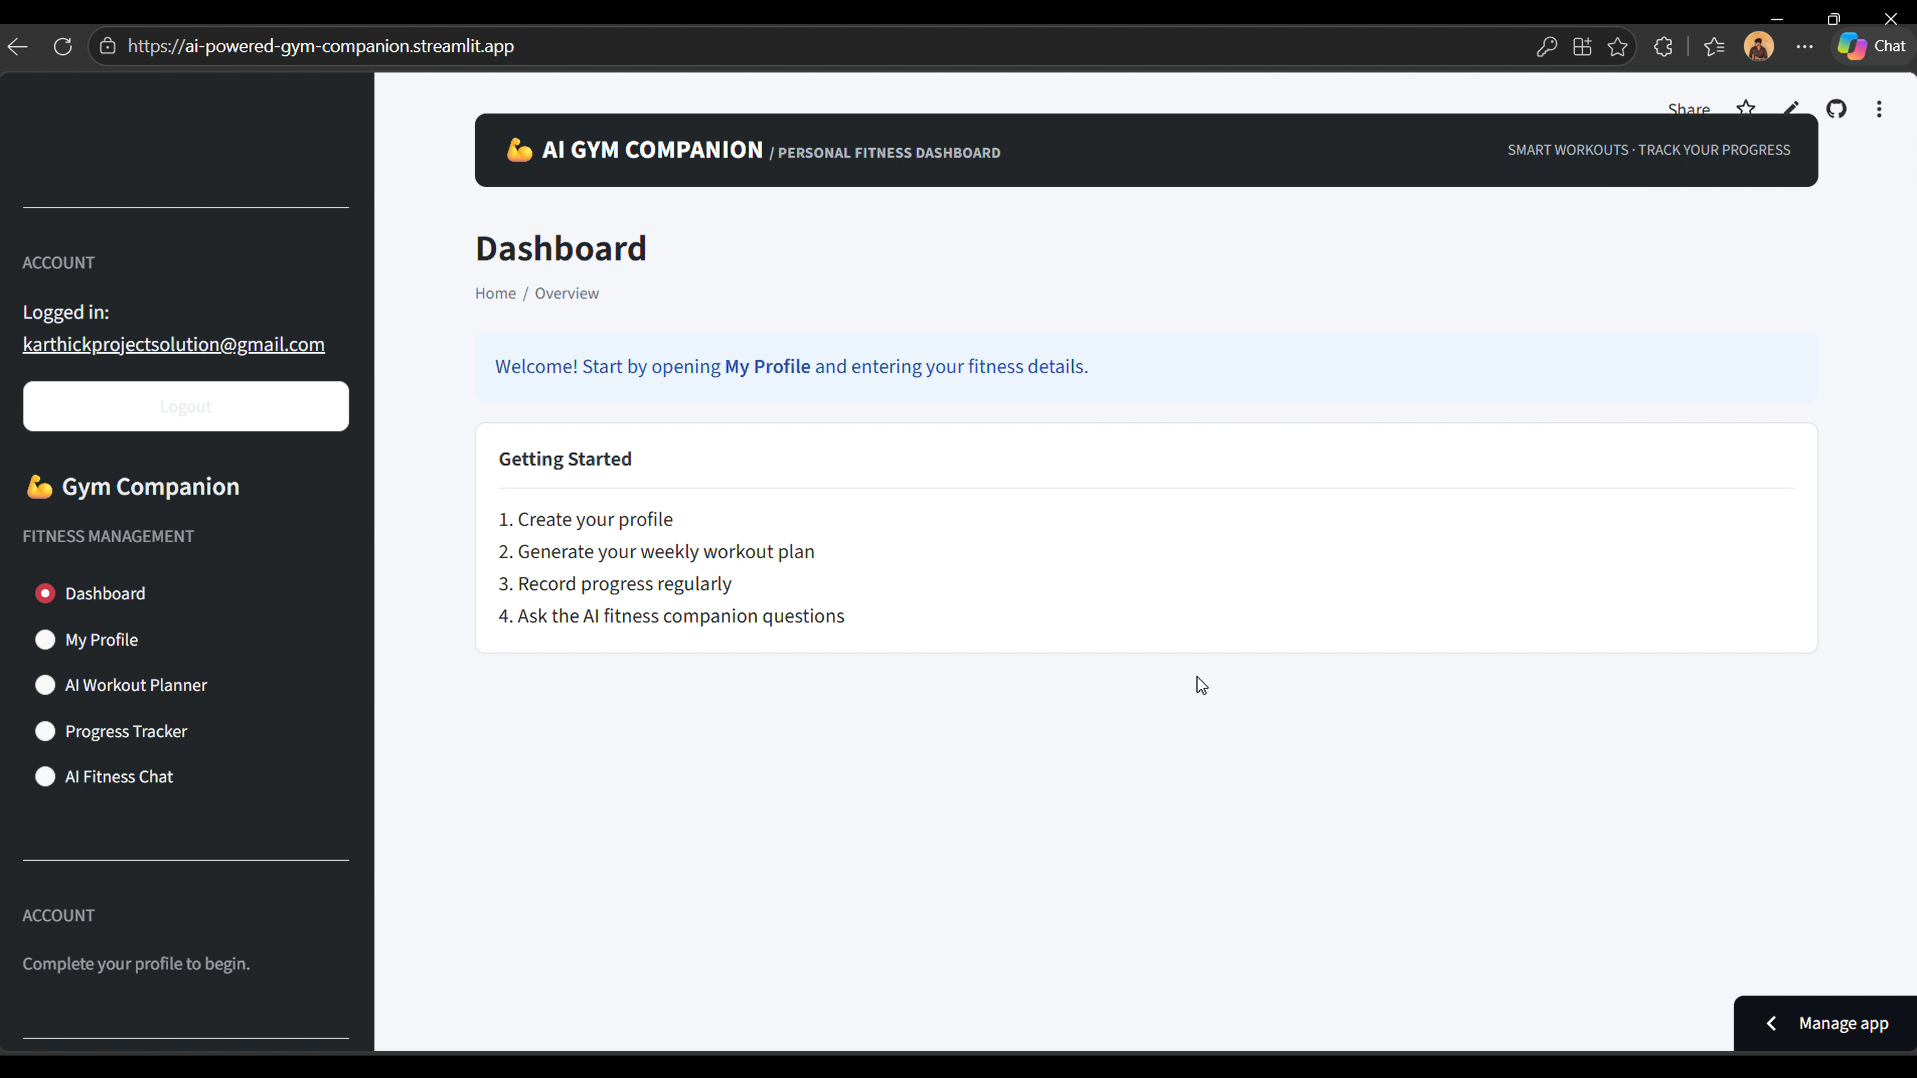 https://ai-powered-gym-companion.streamlit.app
Chat
Share
💪 AI GYM COMPANION / PERSONAL FITNESS DASHBOARD
SMART WORKOUTS · TRACK YOUR PROGRESS
ACCOUNT
Logged in:
karthickprojectsolution@gmail.com
Logout
💪 Gym Companion
FITNESS MANAGEMENT
Dashboard
My Profile
AI Workout Planner
Progress Tracker
AI Fitness Chat
ACCOUNT
Complete your profile to begin.
Dashboard
Home / Overview
Welcome! Start by opening My Profile and entering your fitness details.
Getting Started
1. Create your profile
2. Generate your weekly workout plan
3. Record progress regularly
4. Ask the AI fitness companion questions
Manage app